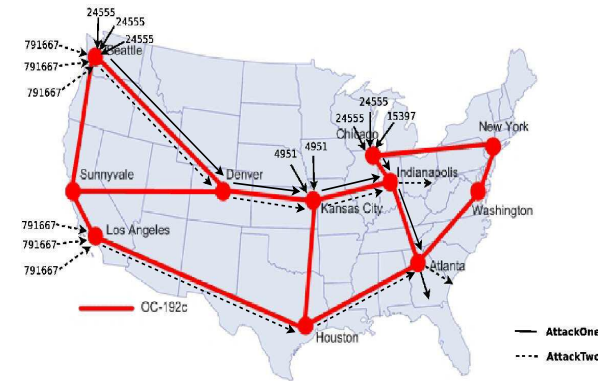 24555
24555
24555
791667
791667
791667
Seattle
24555
24555
15397
Chicago
New York
4951
4951
Sunnyvale
Denver
Indianapolis
Kansas City
Washington
791667
791667
791667
Los Angeles
Atlanta
OC-192c
Houston
AttackOne
AttackTwo